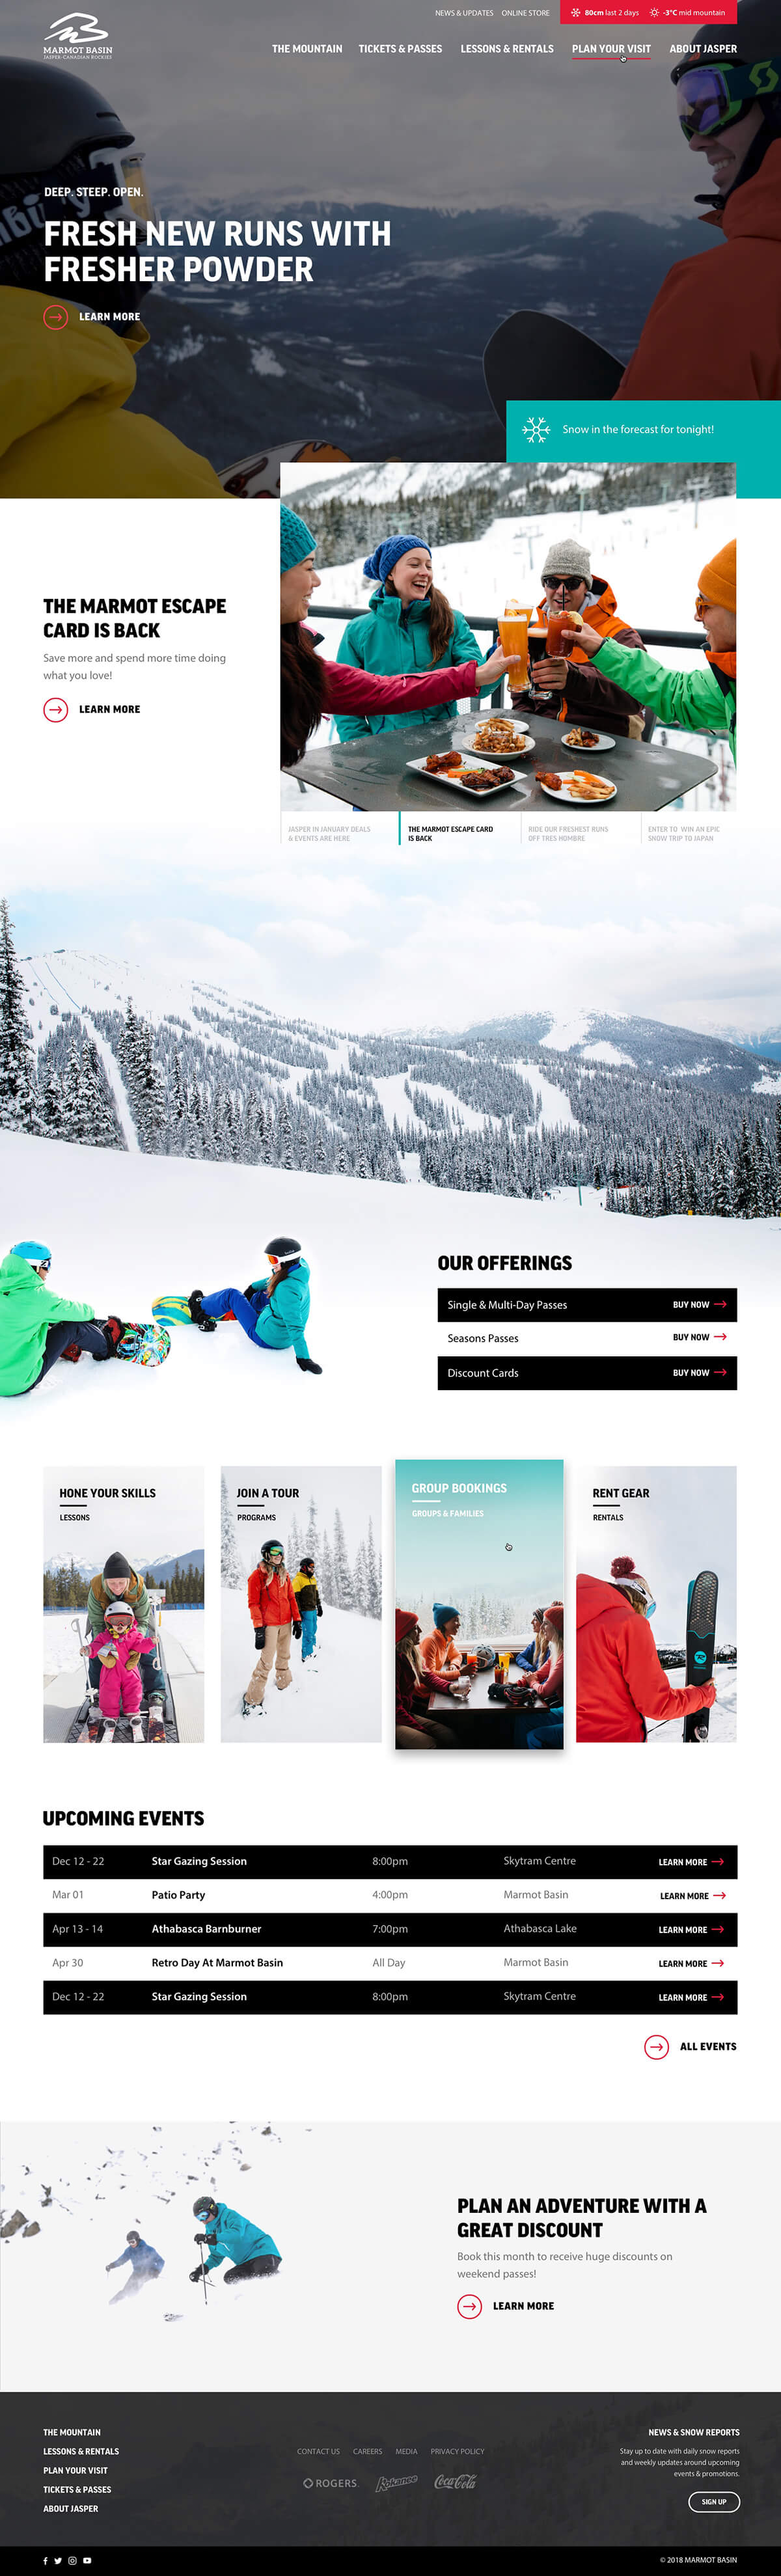 NEWS & UPDATES ONLINE STORE
80cm last 2 days -3°C mid mountain
MARMOT BASIN
JASPER·CANADIAN ROCKIES
THE MOUNTAIN TICKETS & PASSES LESSONS & RENTALS PLAN YOUR VISIT ABOUT JASPER
DEEP. STEEP. OPEN.
FRESH NEW RUNS WITH
FRESHER POWDER
LEARN MORE
Snow in the forecast for tonight!
THE MARMOT ESCAPE
CARD IS BACK
Save more and spend more time doing
what you love!
LEARN MORE
JASPER IN JANUARY DEALS
& EVENTS ARE HERE
THE MARMOT ESCAPE CARD
IS BACK
RIDE OUR FRESHEST RUNS
OFF TRES HOMBRE
ENTER TO WIN AN EPIC
SNOW TRIP TO JAPAN
OUR OFFERINGS
Single & Multi-Day Passes BUY NOW
Seasons Passes BUY NOW
Discount Cards BUY NOW
HONE YOUR SKILLS
LESSONS
JOIN A TOUR
PROGRAMS
GROUP BOOKINGS
GROUPS & FAMILIES
RENT GEAR
RENTALS
UPCOMING EVENTS
Dec 12 - 22 Star Gazing Session 8:00pm Skytram Centre LEARN MORE
Mar 01 Patio Party 4:00pm Marmot Basin LEARN MORE
Apr 13 - 14 Athabasca Barnburner 7:00pm Athabasca Lake LEARN MORE
Apr 30 Retro Day At Marmot Basin All Day Marmot Basin LEARN MORE
Dec 12 - 22 Star Gazing Session 8:00pm Skytram Centre LEARN MORE
ALL EVENTS
PLAN AN ADVENTURE WITH A
GREAT DISCOUNT
Book this month to receive huge discounts on
weekend passes!
LEARN MORE
THE MOUNTAIN
LESSONS & RENTALS
PLAN YOUR VISIT
TICKETS & PASSES
ABOUT JASPER
CONTACT US CAREERS MEDIA PRIVACY POLICY
ROGERS Kokanee Coca-Cola
NEWS & SNOW REPORTS
Stay up to date with daily snow reports
and weekly updates around upcoming
events & promotions.
SIGN UP
© 2018 MARMOT BASIN